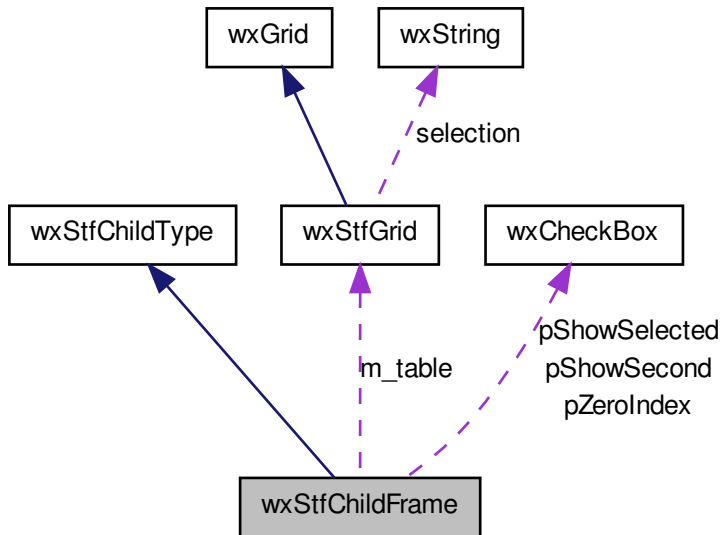 wxGrid
wxString
selection
wxStfChildType
wxStfGrid
wxCheckBox
pShowSelected
m_table
pShowSecond
pZeroIndex
wxStfChildFrame